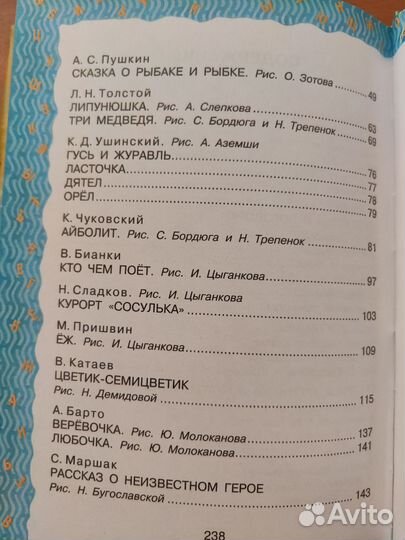 А. С. Пушкин
СКАЗКА О РЫБАКЕ И РЫБКЕ. Рис. О. Зотова 49
Л. Н. Толстой
ЛИПУНЮШКА. Рис. А. Слепкова 63
ТРИ МЕДВЕДЯ. Рис. С. Бордюга и Н. Трепенок 69
К. Д. Ушинский. Рис. А. Аземши
ГУСЬ И ЖУРАВЛЬ 76
ЛАСТОЧКА 77
ДЯТЕЛ 78
ОРЁЛ 79
К. Чуковский
АЙБОЛИТ. Рис. С. Бордюга и Н. Трепенок 81
В. Бианки
КТО ЧЕМ ПОЁТ. Рис. И. Цыганкова 97
Н. Сладков. Рис. И. Цыганкова
КУРОРТ «СОСУЛЬКА» 103
М. Пришвин
ЁЖ. Рис. И. Цыганкова 109
В. Катаев
ЦВЕТИК-СЕМИЦВЕТИК
Рис. Н. Демидовой 115
А. Барто
ВЕРЁВОЧКА. Рис. Ю. Молоканова 137
ЛЮБОЧКА. Рис. Ю. Молоканова 141
С. Маршак
РАССКАЗ О НЕИЗВЕСТНОМ ГЕРОЕ
Рис. Н. Бугославской 143
238
Avito